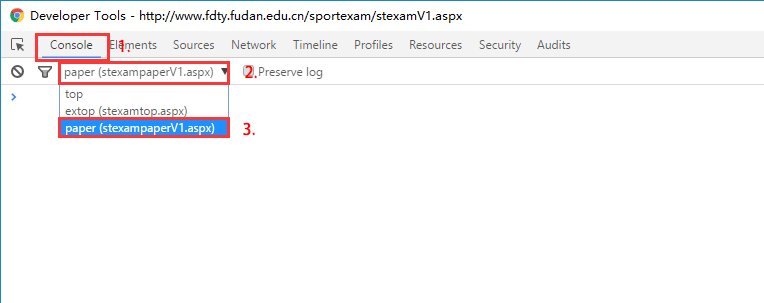 Developer Tools - http://www.fdty.fudan.edu.cn/sportexam/stexamV1.aspx
Console 1. Elements Sources Network Timeline Profiles Resources Security Audits
paper (stexampaperV1.aspx) 2. Preserve log
top
extop (stexamtop.aspx)
paper (stexampaperV1.aspx) 3.